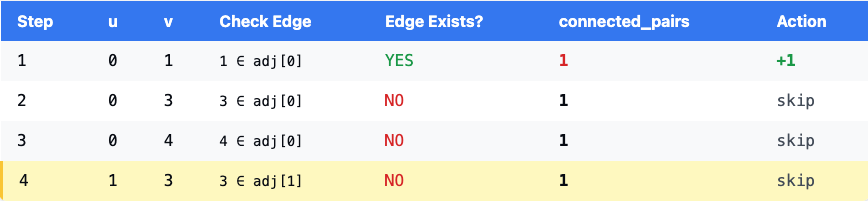 Step u v Check Edge Edge Exists? connected_pairs Action
1 0 1 1 ∈ adj[0] YES 1 +1
2 0 3 3 ∈ adj[0] NO 1 skip
3 0 4 4 ∈ adj[0] NO 1 skip
4 1 3 3 ∈ adj[1] NO 1 skip